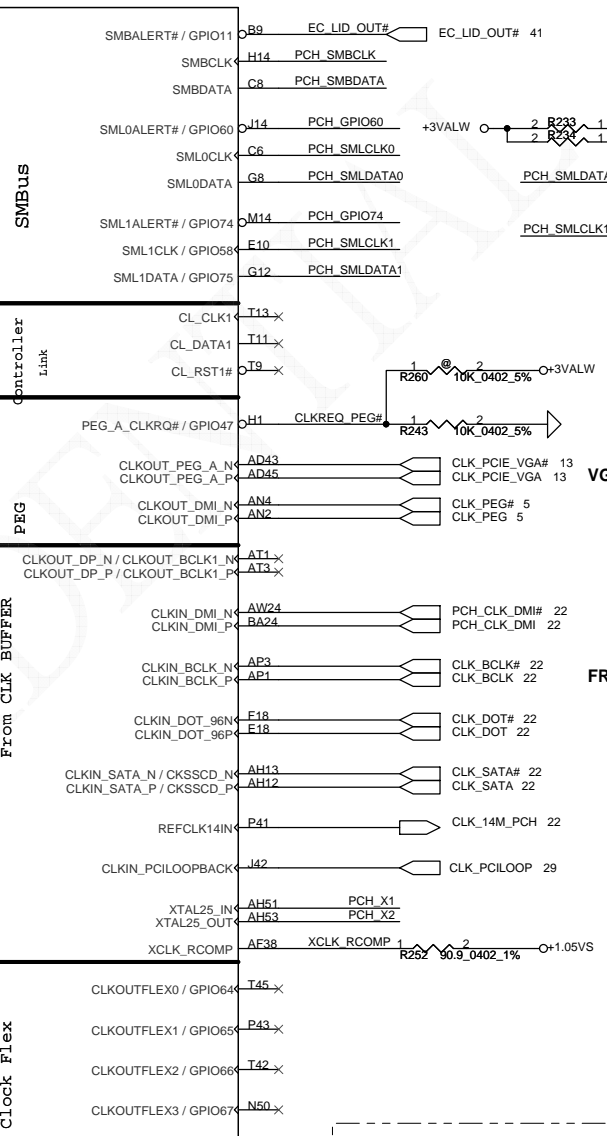 SMBus
SMBALERT# / GPIO11 B9 EC_LID_OUT# EC_LID_OUT# 41
SMBCLK H14 PCH_SMBCLK
SMBDATA C8 PCH_SMBDATA
SML0ALERT# / GPIO60 J14 PCH_GPIO60 +3VALW 2 R233 1
2 R234 1
SML0CLK C6 PCH_SMLCLK0
SML0DATA G8 PCH_SMLDATA0 PCH_SMLDATA
SML1ALERT# / GPIO74 M14 PCH_GPIO74
PCH_SMLCLK1
SML1CLK / GPIO58 E10 PCH_SMLCLK1
SML1DATA / GPIO75 G12 PCH_SMLDATA1
Controller
Link
CL_CLK1 T13
CL_DATA1 T11
CL_RST1# T9
1 @ 2 +3VALW
R260 10K_0402_5%
PEG
PEG_A_CLKRQ# / GPIO47 H1 CLKREQ_PEG# 1 2
R243 10K_0402_5%
CLKOUT_PEG_A_N AD43 CLK_PCIE_VGA# 13
CLKOUT_PEG_A_P AD45 CLK_PCIE_VGA 13 VG
CLKOUT_DMI_N AN4 CLK_PEG# 5
CLKOUT_DMI_P AN2 CLK_PEG 5
From CLK BUFFER
CLKOUT_DP_N / CLKOUT_BCLK1_N AT1
CLKOUT_DP_P / CLKOUT_BCLK1_P AT3
CLKIN_DMI_N AW24 PCH_CLK_DMI# 22
CLKIN_DMI_P BA24 PCH_CLK_DMI 22
CLKIN_BCLK_N AP3 CLK_BCLK# 22
CLKIN_BCLK_P AP1 CLK_BCLK 22 FR
CLKIN_DOT_96N F18 CLK_DOT# 22
CLKIN_DOT_96P E18 CLK_DOT 22
CLKIN_SATA_N / CKSSCD_N AH13 CLK_SATA# 22
CLKIN_SATA_P / CKSSCD_P AH12 CLK_SATA 22
REFCLK14IN P41 CLK_14M_PCH 22
CLKIN_PCILOOPBACK J42 CLK_PCILOOP 29
XTAL25_IN AH51 PCH_X1
XTAL25_OUT AH53 PCH_X2
XCLK_RCOMP AF38 XCLK_RCOMP 1 2 +1.05VS
R252 90.9_0402_1%
Clock Flex
CLKOUTFLEX0 / GPIO64 T45
CLKOUTFLEX1 / GPIO65 P43
CLKOUTFLEX2 / GPIO66 T42
CLKOUTFLEX3 / GPIO67 N50